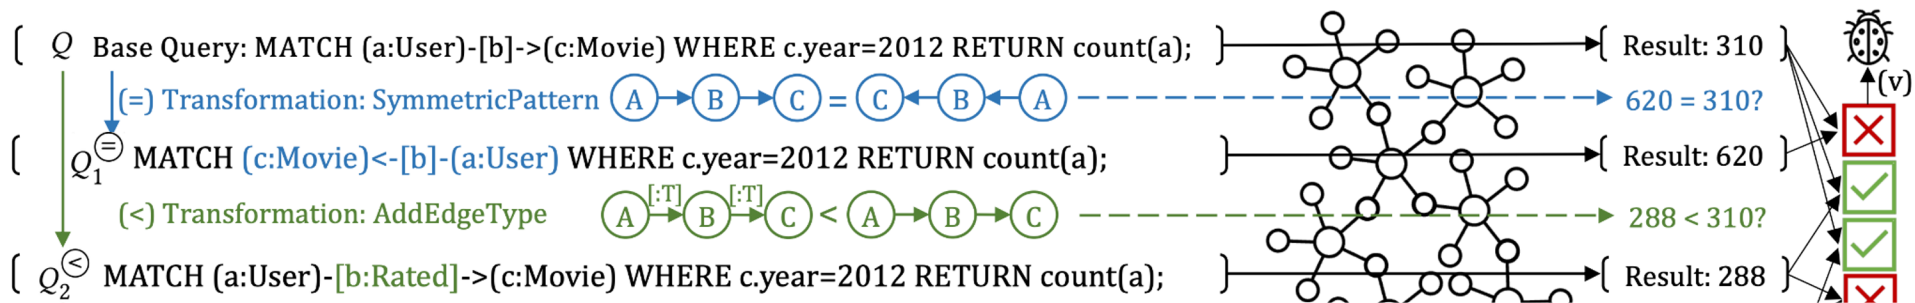 Q Base Query: MATCH (a:User)-[b]->(c:Movie) WHERE c.year=2012 RETURN count(a); Result: 310
(=) Transformation: SymmetricPattern A B C = C B A 620 = 310? (v)
Q1(=) MATCH (c:Movie)<-[b]-(a:User) WHERE c.year=2012 RETURN count(a); Result: 620
(<) Transformation: AddEdgeType A [:T] B [:T] C < A B C 288 < 310?
Q2(<) MATCH (a:User)-[b:Rated]->(c:Movie) WHERE c.year=2012 RETURN count(a); Result: 288